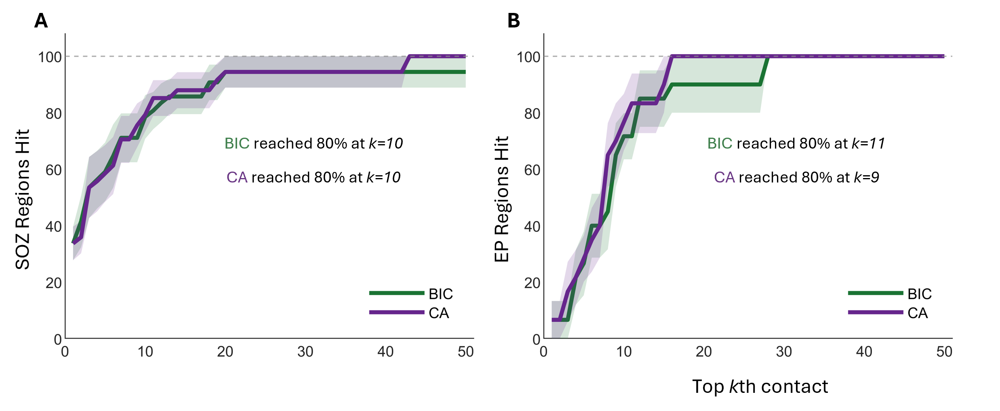 A
SOZ Regions Hit
100
80
60
40
20
0
0 10 20 30 40 50
BIC reached 80% at k=10
CA reached 80% at k=10
BIC
CA
B
EP Regions Hit
100
80
60
40
20
0
0 10 20 30 40 50
BIC reached 80% at k=11
CA reached 80% at k=9
BIC
CA
Top kth contact